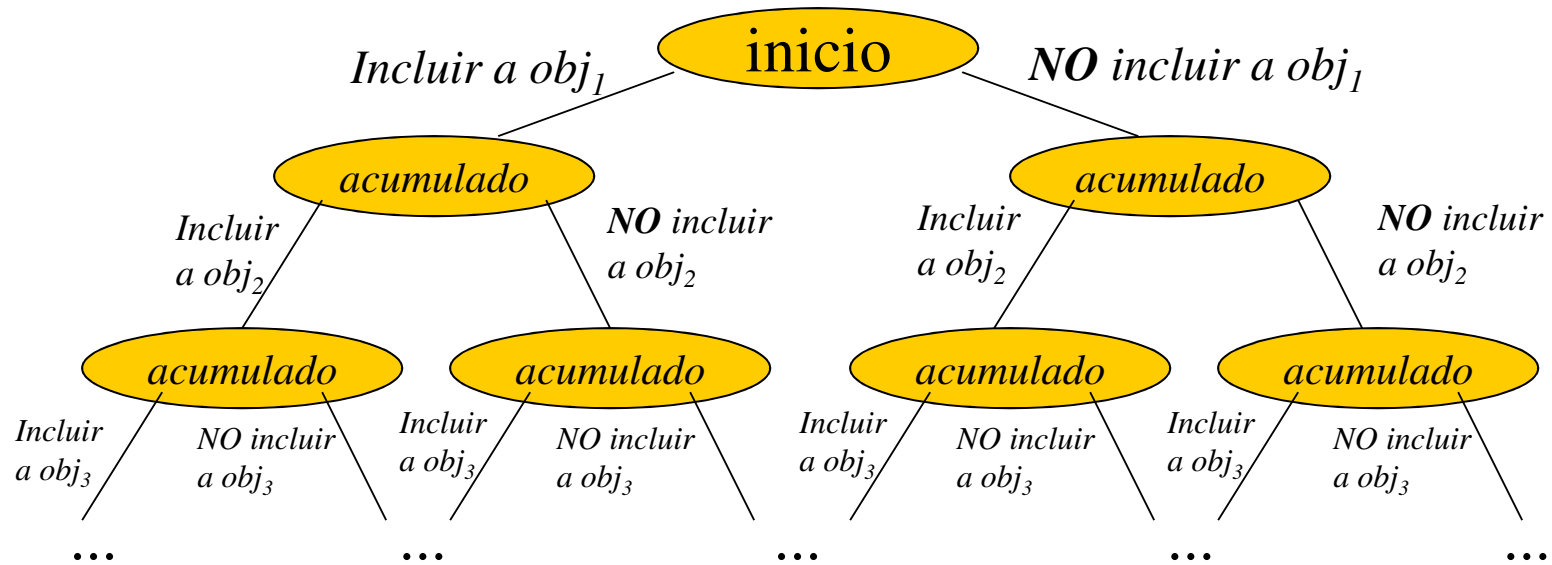 inicio
Incluir a obj₁
NO incluir a obj₁
acumulado
acumulado
Incluir
a obj₂
NO incluir
a obj₂
Incluir
a obj₂
NO incluir
a obj₂
acumulado
acumulado
acumulado
acumulado
Incluir
a obj₃
NO incluir
a obj₃
Incluir
a obj₃
NO incluir
a obj₃
Incluir
a obj₃
NO incluir
a obj₃
Incluir
a obj₃
NO incluir
a obj₃
... ... ... ... ...